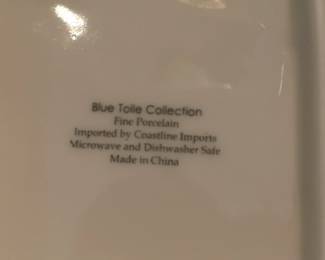 Blue Toile Collection
Fine Porcelain
Imported by Coastline Imports
Microwave and Dishwasher Safe
Made in China